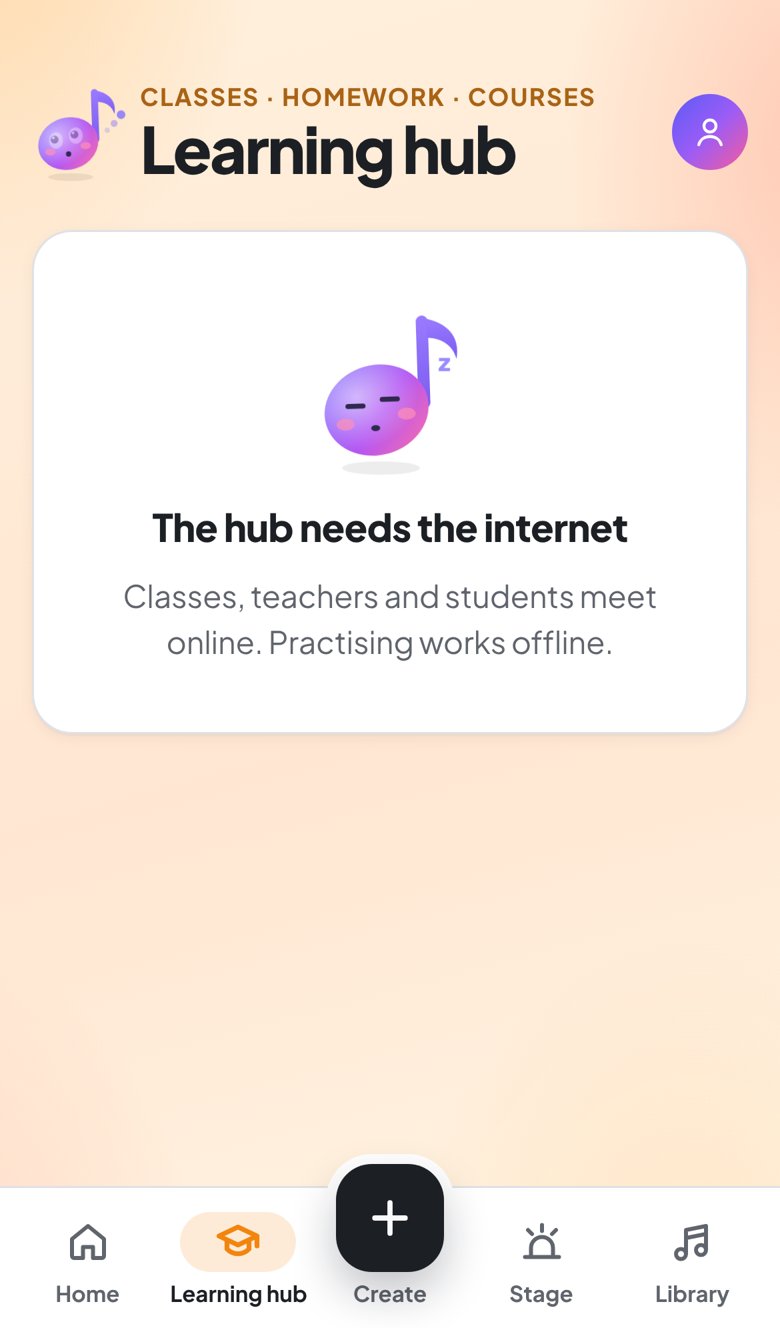 CLASSES · HOMEWORK · COURSES
Learning hub
z
The hub needs the internet
Classes, teachers and students meet
online. Practising works offline.
Home
Learning hub
Create
Stage
Library